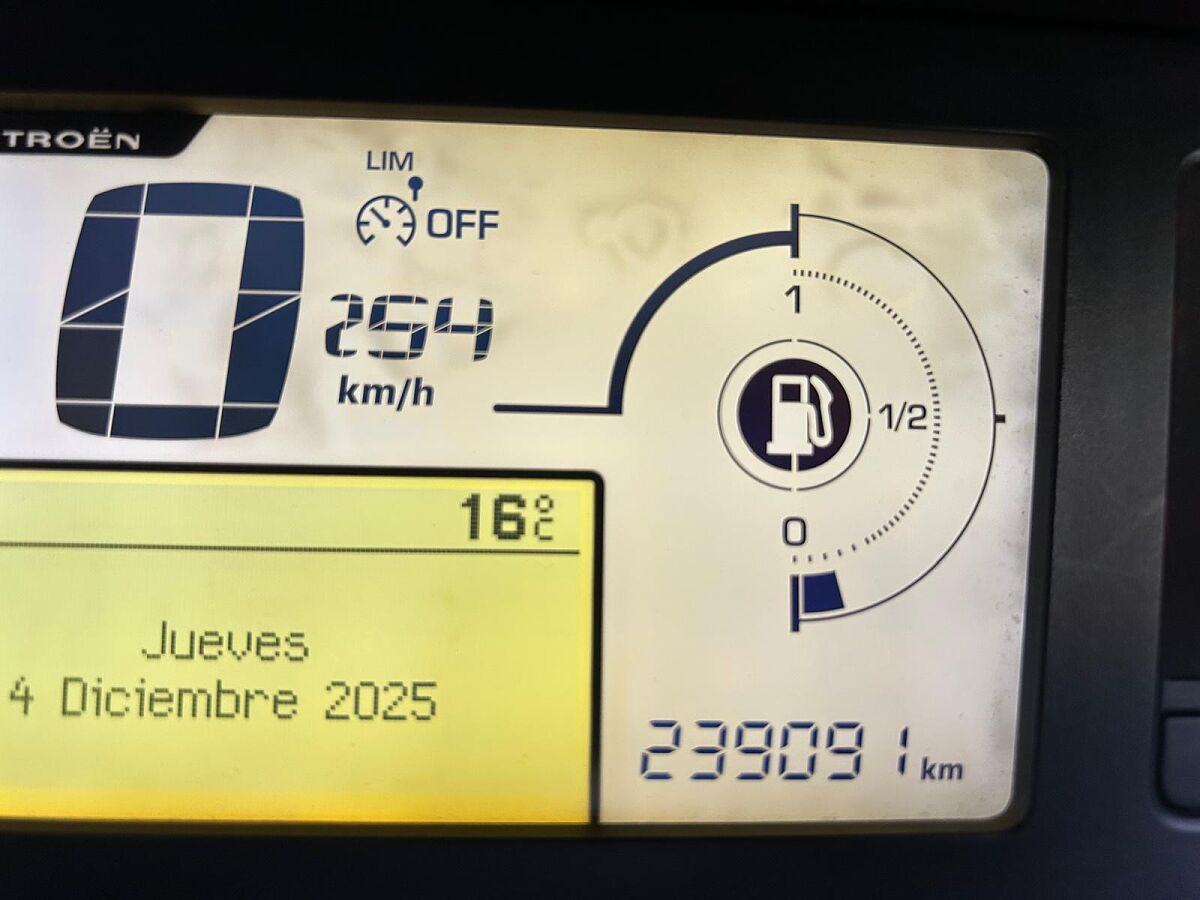 TROËN
LIM
OFF
0
254
km/h
1
1/2
0
16°C
Jueves
4 Diciembre 2025
239091 km